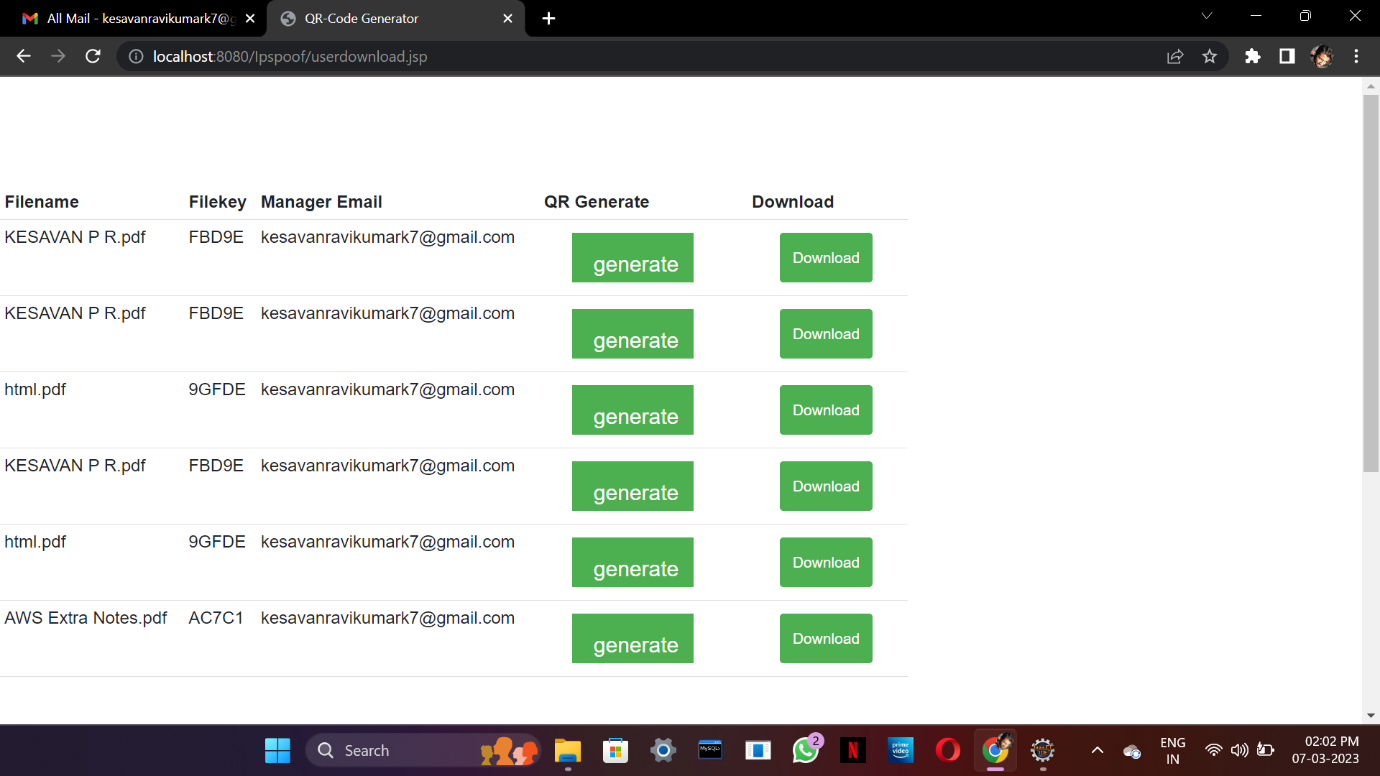 All Mail - kesavanravikumark7@g
QR-Code Generator
localhost:8080/Ipspoof/userdownload.jsp
Filename Filekey Manager Email QR Generate Download
KESAVAN P R.pdf FBD9E kesavanravikumark7@gmail.com generate Download
KESAVAN P R.pdf FBD9E kesavanravikumark7@gmail.com generate Download
html.pdf 9GFDE kesavanravikumark7@gmail.com generate Download
KESAVAN P R.pdf FBD9E kesavanravikumark7@gmail.com generate Download
html.pdf 9GFDE kesavanravikumark7@gmail.com generate Download
AWS Extra Notes.pdf AC7C1 kesavanravikumark7@gmail.com generate Download
Search
MySQL
2
N
prime video
ENG
IN
02:02 PM
07-03-2023